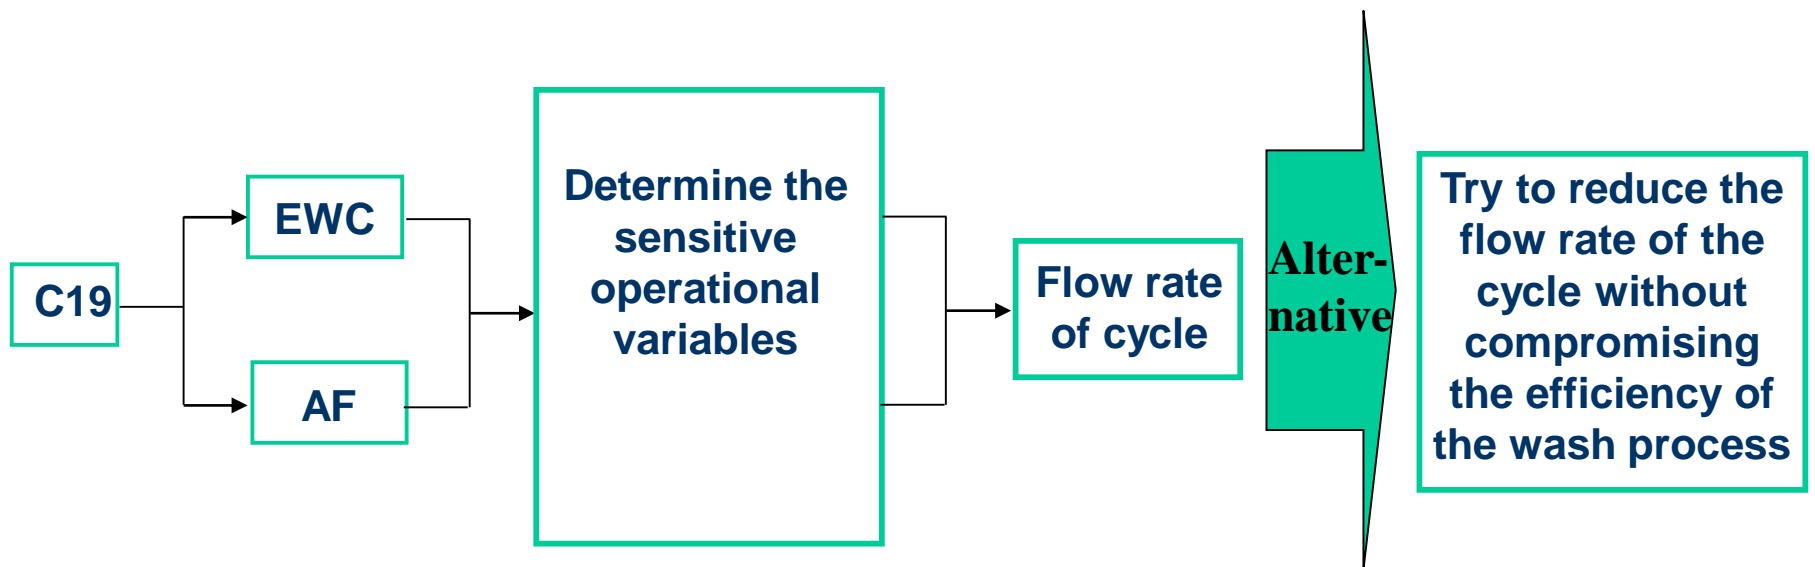 C19
EWC
AF
Determine the
sensitive
operational
variables
Flow rate
of cycle
Alter-
native
Try to reduce the
flow rate of the
cycle without
compromising
the efficiency of
the wash process